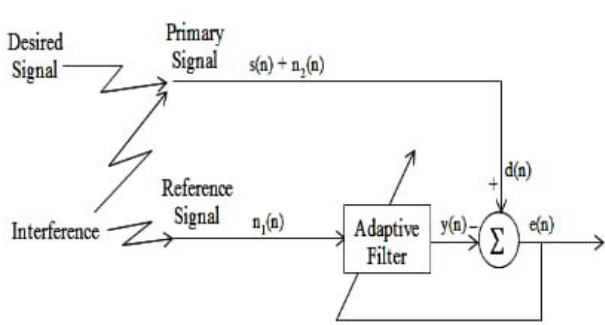 Desired
Signal
Primary
Signal
s(n) + n₂(n)
d(n)
+
Interference
Reference
Signal
n₁(n)
Adaptive
Filter
y(n)
−
Σ
e(n)